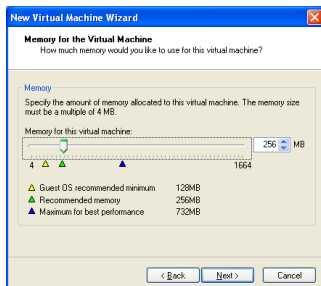 New Virtual Machine Wizard
Memory for the Virtual Machine
How much memory would you like to use for this virtual machine?
Memory
Specify the amount of memory allocated to this virtual machine. The memory size
must be a multiple of 4 MB.
Memory for this virtual machine:
256 MB
4 1664
Guest OS recommended minimum 128MB
Recommended memory 256MB
Maximum for best performance 732MB
< Back Next > Cancel